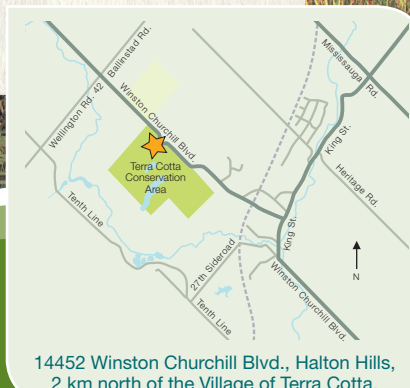 Ballinafad Rd.
Wellington Rd. 42
Winston Churchill Blvd.
Mississauga Rd.
King St.
Heritage Rd.
Terra Cotta
Conservation
Area
Tenth Line
27th Sideroad
King St.
N
Winston Churchill Blvd.
Tenth Line
14452 Winston Churchill Blvd., Halton Hills,
2 km north of the Village of Terra Cotta